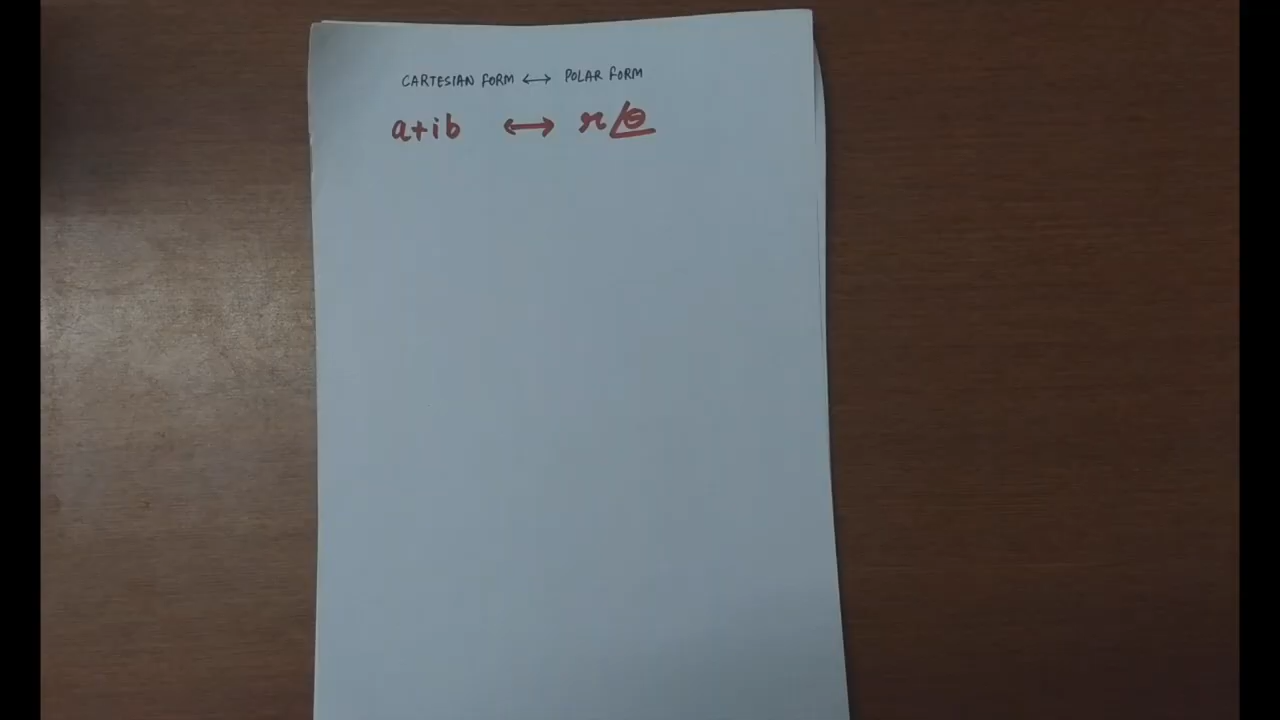 CARTESIAN FORM ↔ POLAR FORM
a+ib ↔ r∠θ